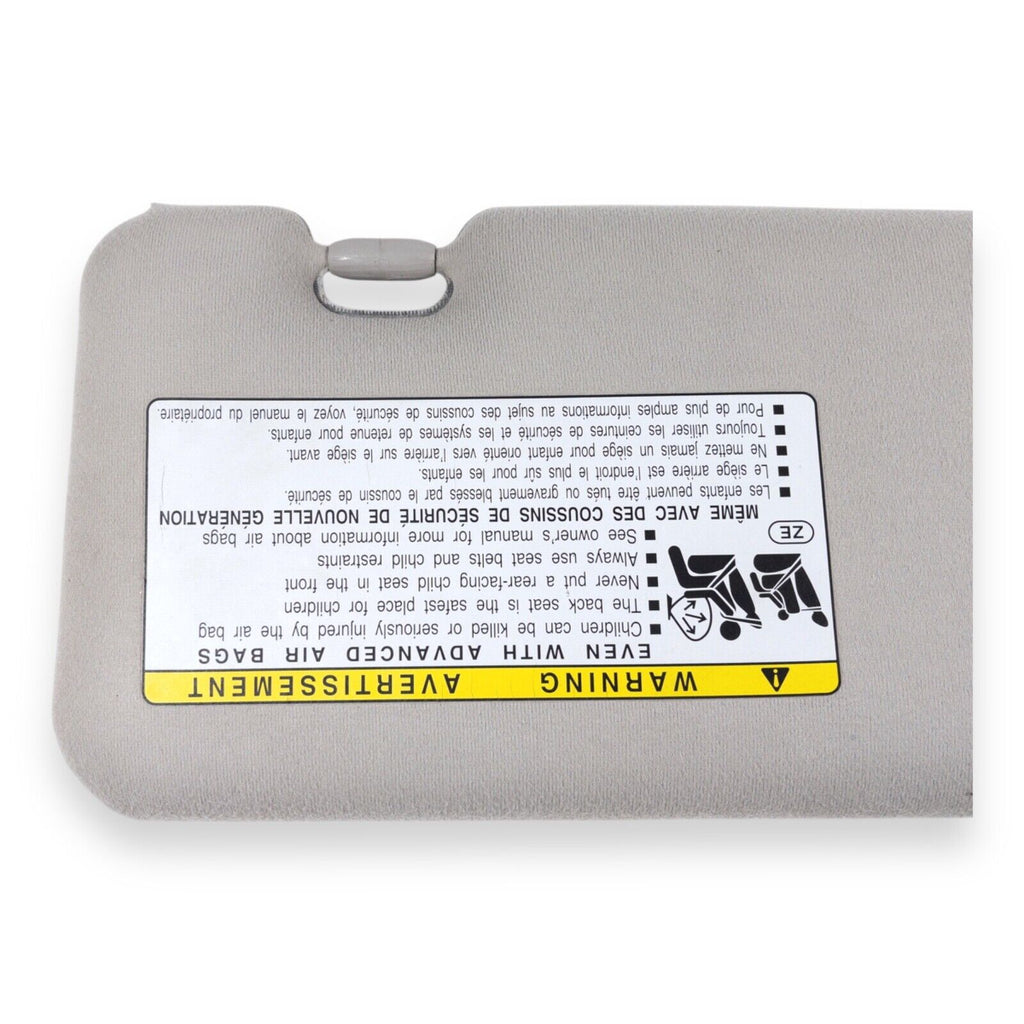 WARNING AVERTISSEMENT
EVEN WITH ADVANCED AIR BAGS
■ Children can be killed or seriously injured by the air bag
■ The back seat is the safest place for children
■ Never put a rear-facing child seat in the front
■ Always use seat belts and child restraints
■ See owner's manual for more information about air bags
ZE
MÊME AVEC DES COUSSINS DE SÉCURITÉ DE NOUVELLE GÉNÉRATION
■ Les enfants peuvent être tués ou gravement blessés par le coussin de sécurité.
■ Le siège arrière est l'endroit le plus sûr pour les enfants.
■ Ne mettez jamais un siège pour enfant orienté vers l'arrière sur le siège avant.
■ Toujours utiliser les ceintures de sécurité et les systèmes de retenue pour enfants.
■ Pour de plus amples informations au sujet des coussins de sécurité, voyez le manuel du propriétaire.